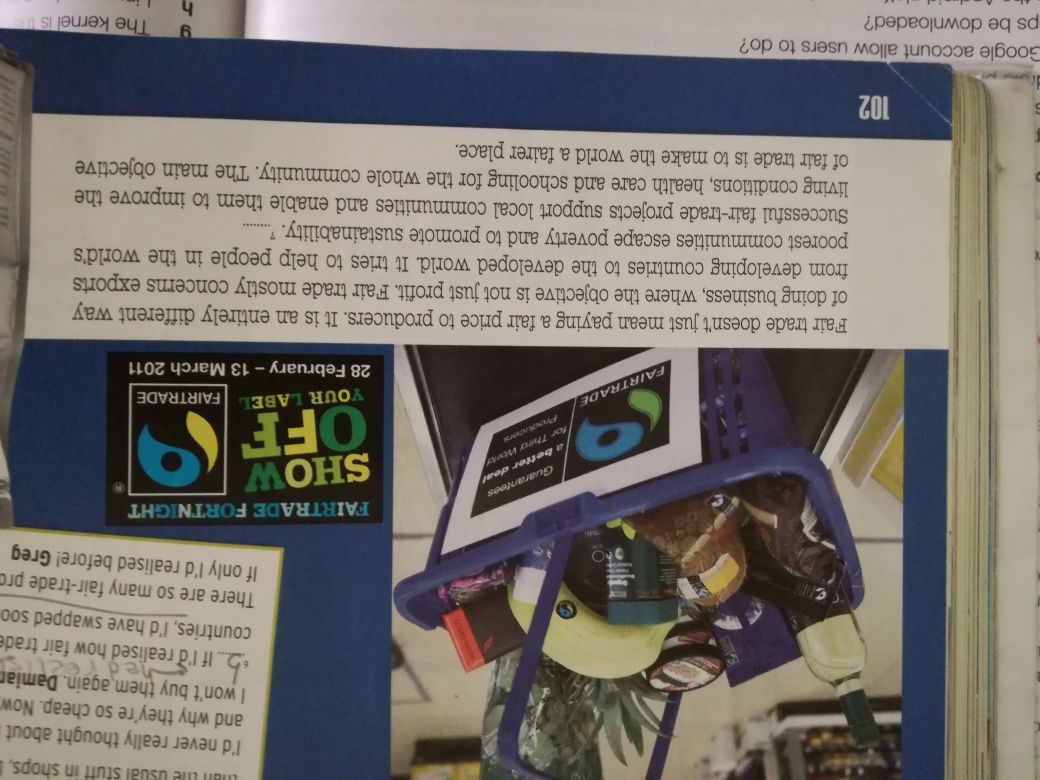 than the usual stuff in shops,
I'd never really thought about
and why they're so cheap. Now
I won't buy them again. Damian
⁶ b.... If I'd realised how fair trade
countries, I'd have swapped soo
There are so many fair-trade pro
If only I'd realised before! Greg
Guarantees
a better deal
for Third World
Producers
FAIRTRADE
FAIRTRADE FORTNIGHT
SHOW
OFF
YOUR LABEL
FAIRTRADE
®
28 February – 13 March 2011
Fair trade doesn't just mean paying a fair price to producers. It is an entirely different way
of doing business, where the objective is not just profit. Fair trade mostly concerns exports
from developing countries to the developed world. It tries to help people in the world's
poorest communities escape poverty and to promote sustainability. ⁷........
Successful fair-trade projects support local communities and enable them to improve the
living conditions, health care and schooling for the whole community. The main objective
of fair trade is to make the world a fairer place.
102
Google account allow users to do?
ps be downloaded?
g The kernel is
h